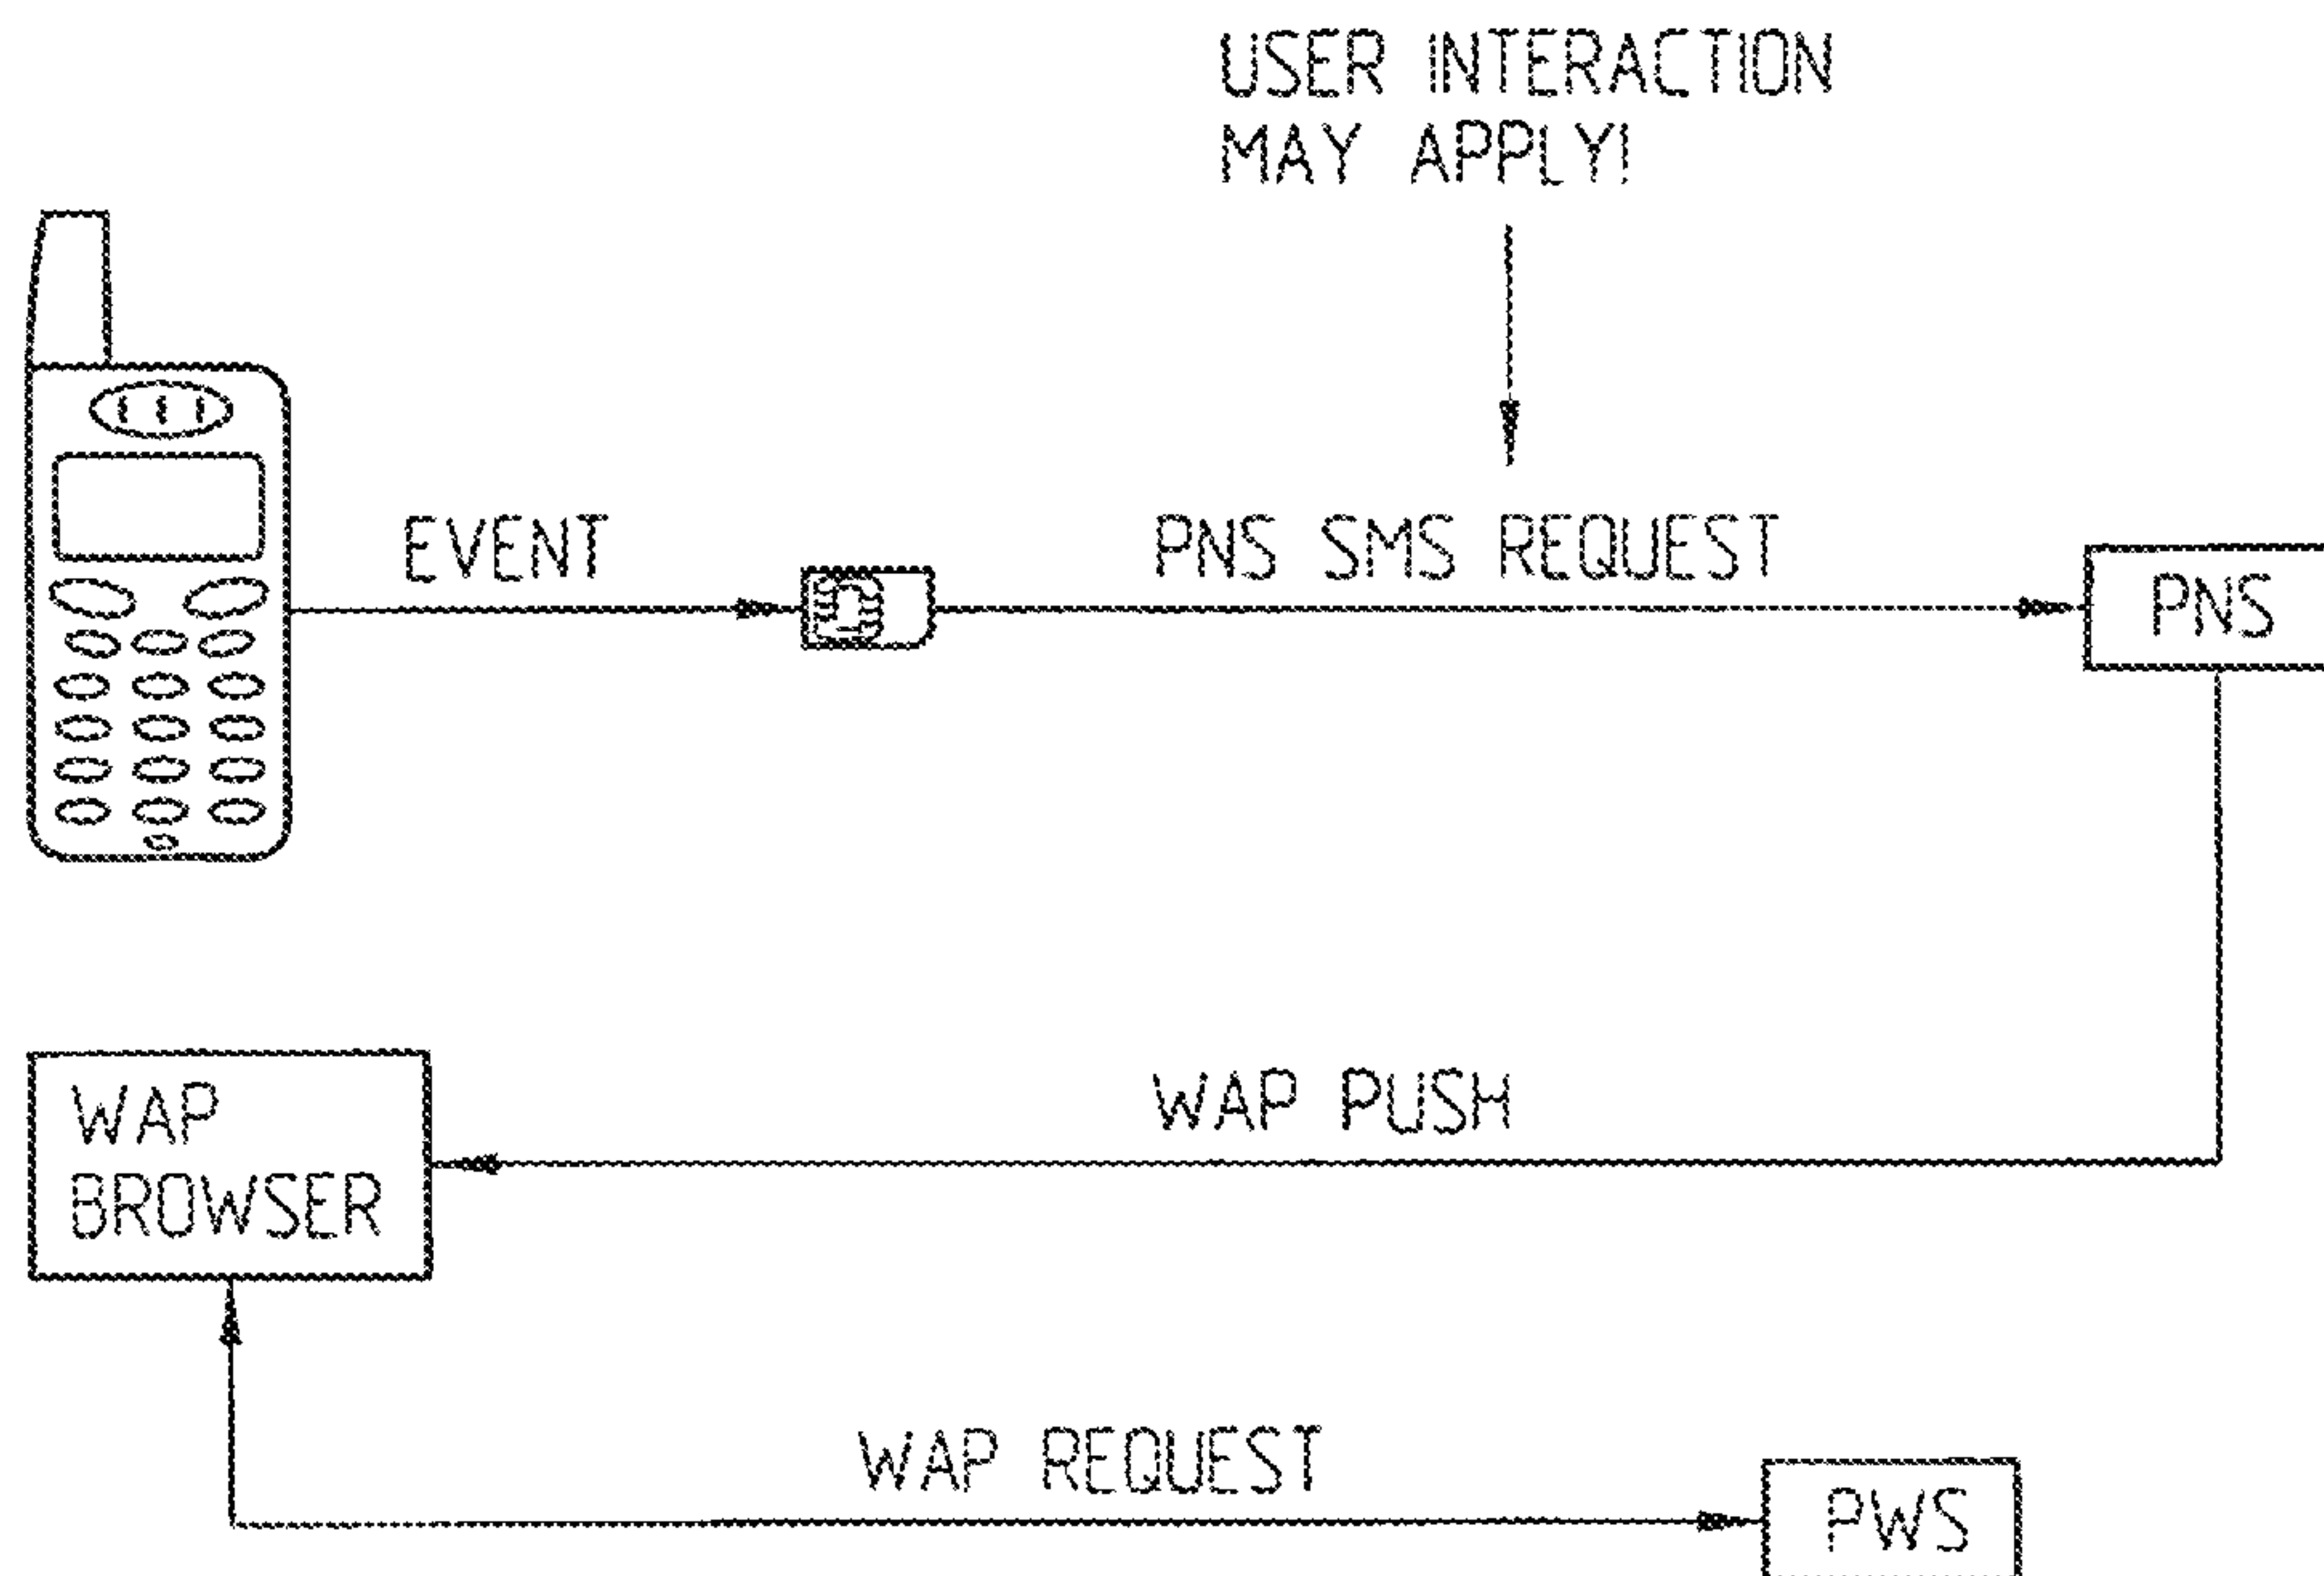 USER INTERACTION
MAY APPLY!
EVENT
PNS SMS REQUEST
PNS
WAP PUSH
WAP
BROWSER
WAP REQUEST
PWS